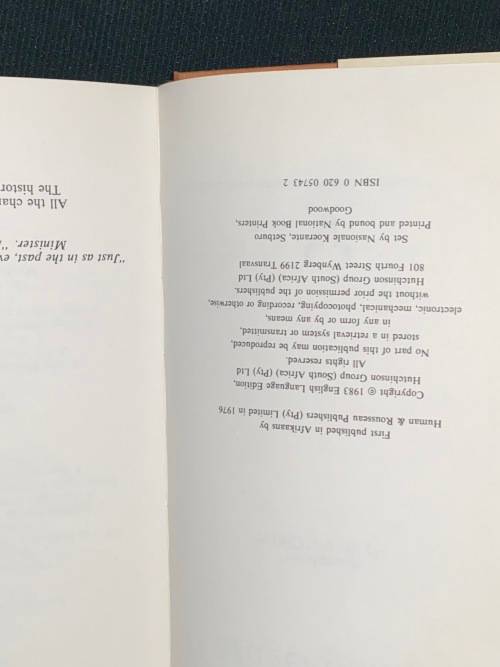 First published in Afrikaans by
Human & Rousseau Publishers (Pty) Limited in 1976
Copyright © 1983 English Language Edition,
Hutchinson Group (South Africa) (Pty) Ltd
All rights reserved.
No part of this publication may be reproduced,
stored in a retrieval system or transmitted,
in any form or by any means,
electronic, mechanical, photocopying, recording or otherwise,
without the prior permission of the publishers.
Hutchinson Group (South Africa) (Pty) Ltd
801 Fourth Street Wynberg 2199 Transvaal
Set by Nasionale Koerante, Setburo
Printed and bound by National Book Printers,
Goodwood
ISBN 0 620 05743 2
"Just as in the past,
Minister.
All the
The